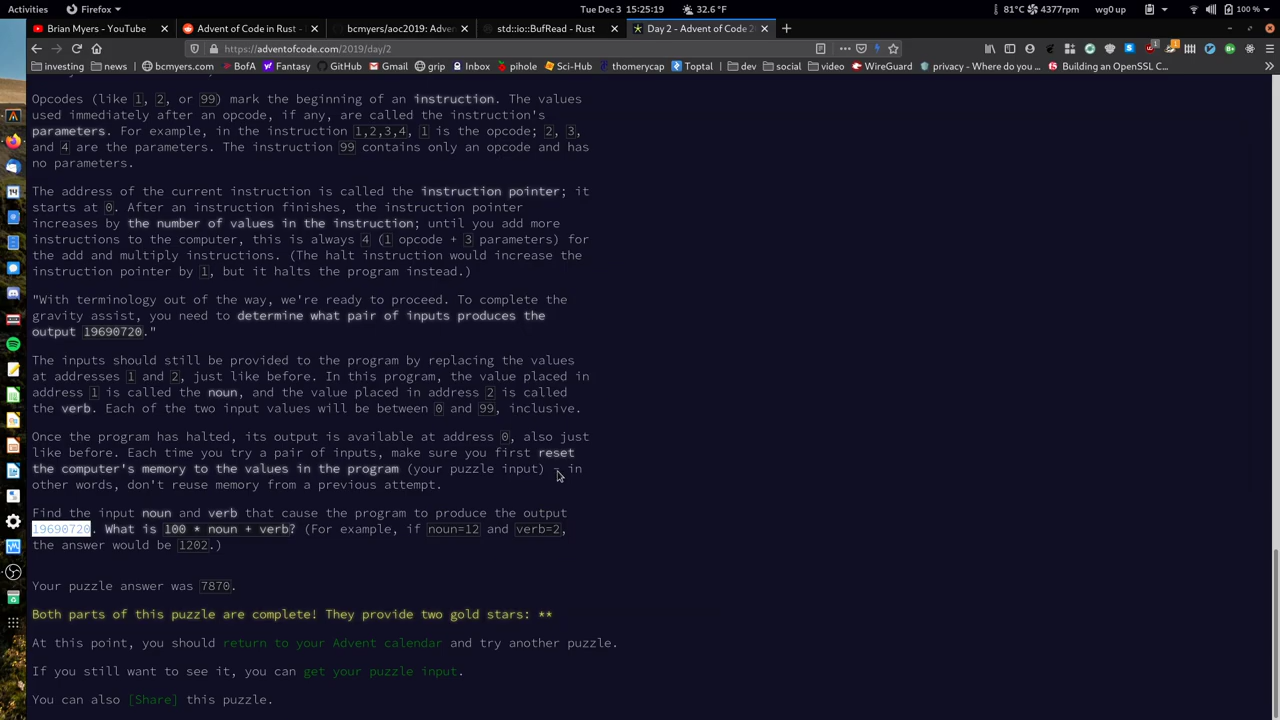 Activities Firefox Tue Dec 3 15:25:19 32.6 °F 81°C 4377rpm wg0 up 100 %
Brian Myers - YouTube × Advent of Code in Rust - × bcmyers/aoc2019: Adven × std::io::BufRead - Rust × Day 2 - Advent of Code 2 ×
https://adventofcode.com/2019/day/2
investing news bcmyers.com BofA Fantasy GitHub Gmail grip Inbox pihole Sci-Hub thomerycap Toptal dev social video WireGuard privacy - Where do you … Building an OpenSSL C…
Opcodes (like 1, 2, or 99) mark the beginning of an instruction. The values
used immediately after an opcode, if any, are called the instruction's
parameters. For example, in the instruction 1,2,3,4, 1 is the opcode; 2, 3,
and 4 are the parameters. The instruction 99 contains only an opcode and has
no parameters.
The address of the current instruction is called the instruction pointer; it
starts at 0. After an instruction finishes, the instruction pointer
increases by the number of values in the instruction; until you add more
instructions to the computer, this is always 4 (1 opcode + 3 parameters) for
the add and multiply instructions. (The halt instruction would increase the
instruction pointer by 1, but it halts the program instead.)
"With terminology out of the way, we're ready to proceed. To complete the
gravity assist, you need to determine what pair of inputs produces the
output 19690720."
The inputs should still be provided to the program by replacing the values
at addresses 1 and 2, just like before. In this program, the value placed in
address 1 is called the noun, and the value placed in address 2 is called
the verb. Each of the two input values will be between 0 and 99, inclusive.
Once the program has halted, its output is available at address 0, also just
like before. Each time you try a pair of inputs, make sure you first reset
the computer's memory to the values in the program (your puzzle input) - in
other words, don't reuse memory from a previous attempt.
Find the input noun and verb that cause the program to produce the output
19690720. What is 100 * noun + verb? (For example, if noun=12 and verb=2,
the answer would be 1202.)
Your puzzle answer was 7870.
Both parts of this puzzle are complete! They provide two gold stars: **
At this point, you should return to your Advent calendar and try another puzzle.
If you still want to see it, you can get your puzzle input.
You can also [Share] this puzzle.